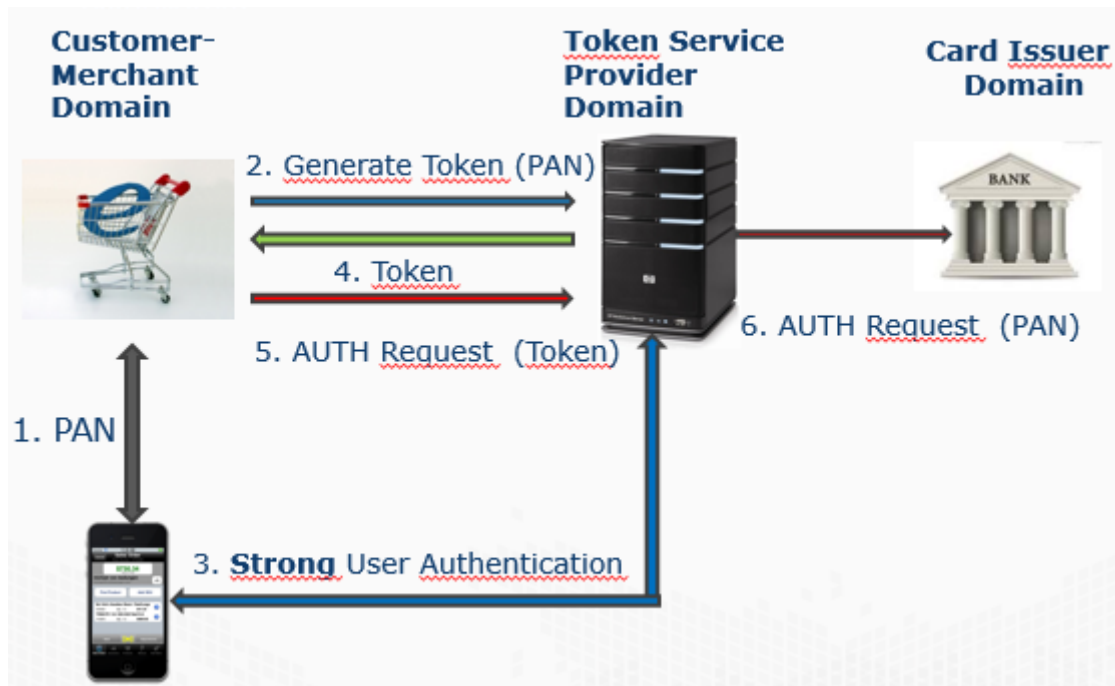 Customer-
Merchant
Domain
Token Service
Provider
Domain
Card Issuer
Domain
2. Generate Token (PAN)
BANK
4. Token
hp
5. AUTH Request (Token)
6. AUTH Request (PAN)
1. PAN
3. Strong User Authentication